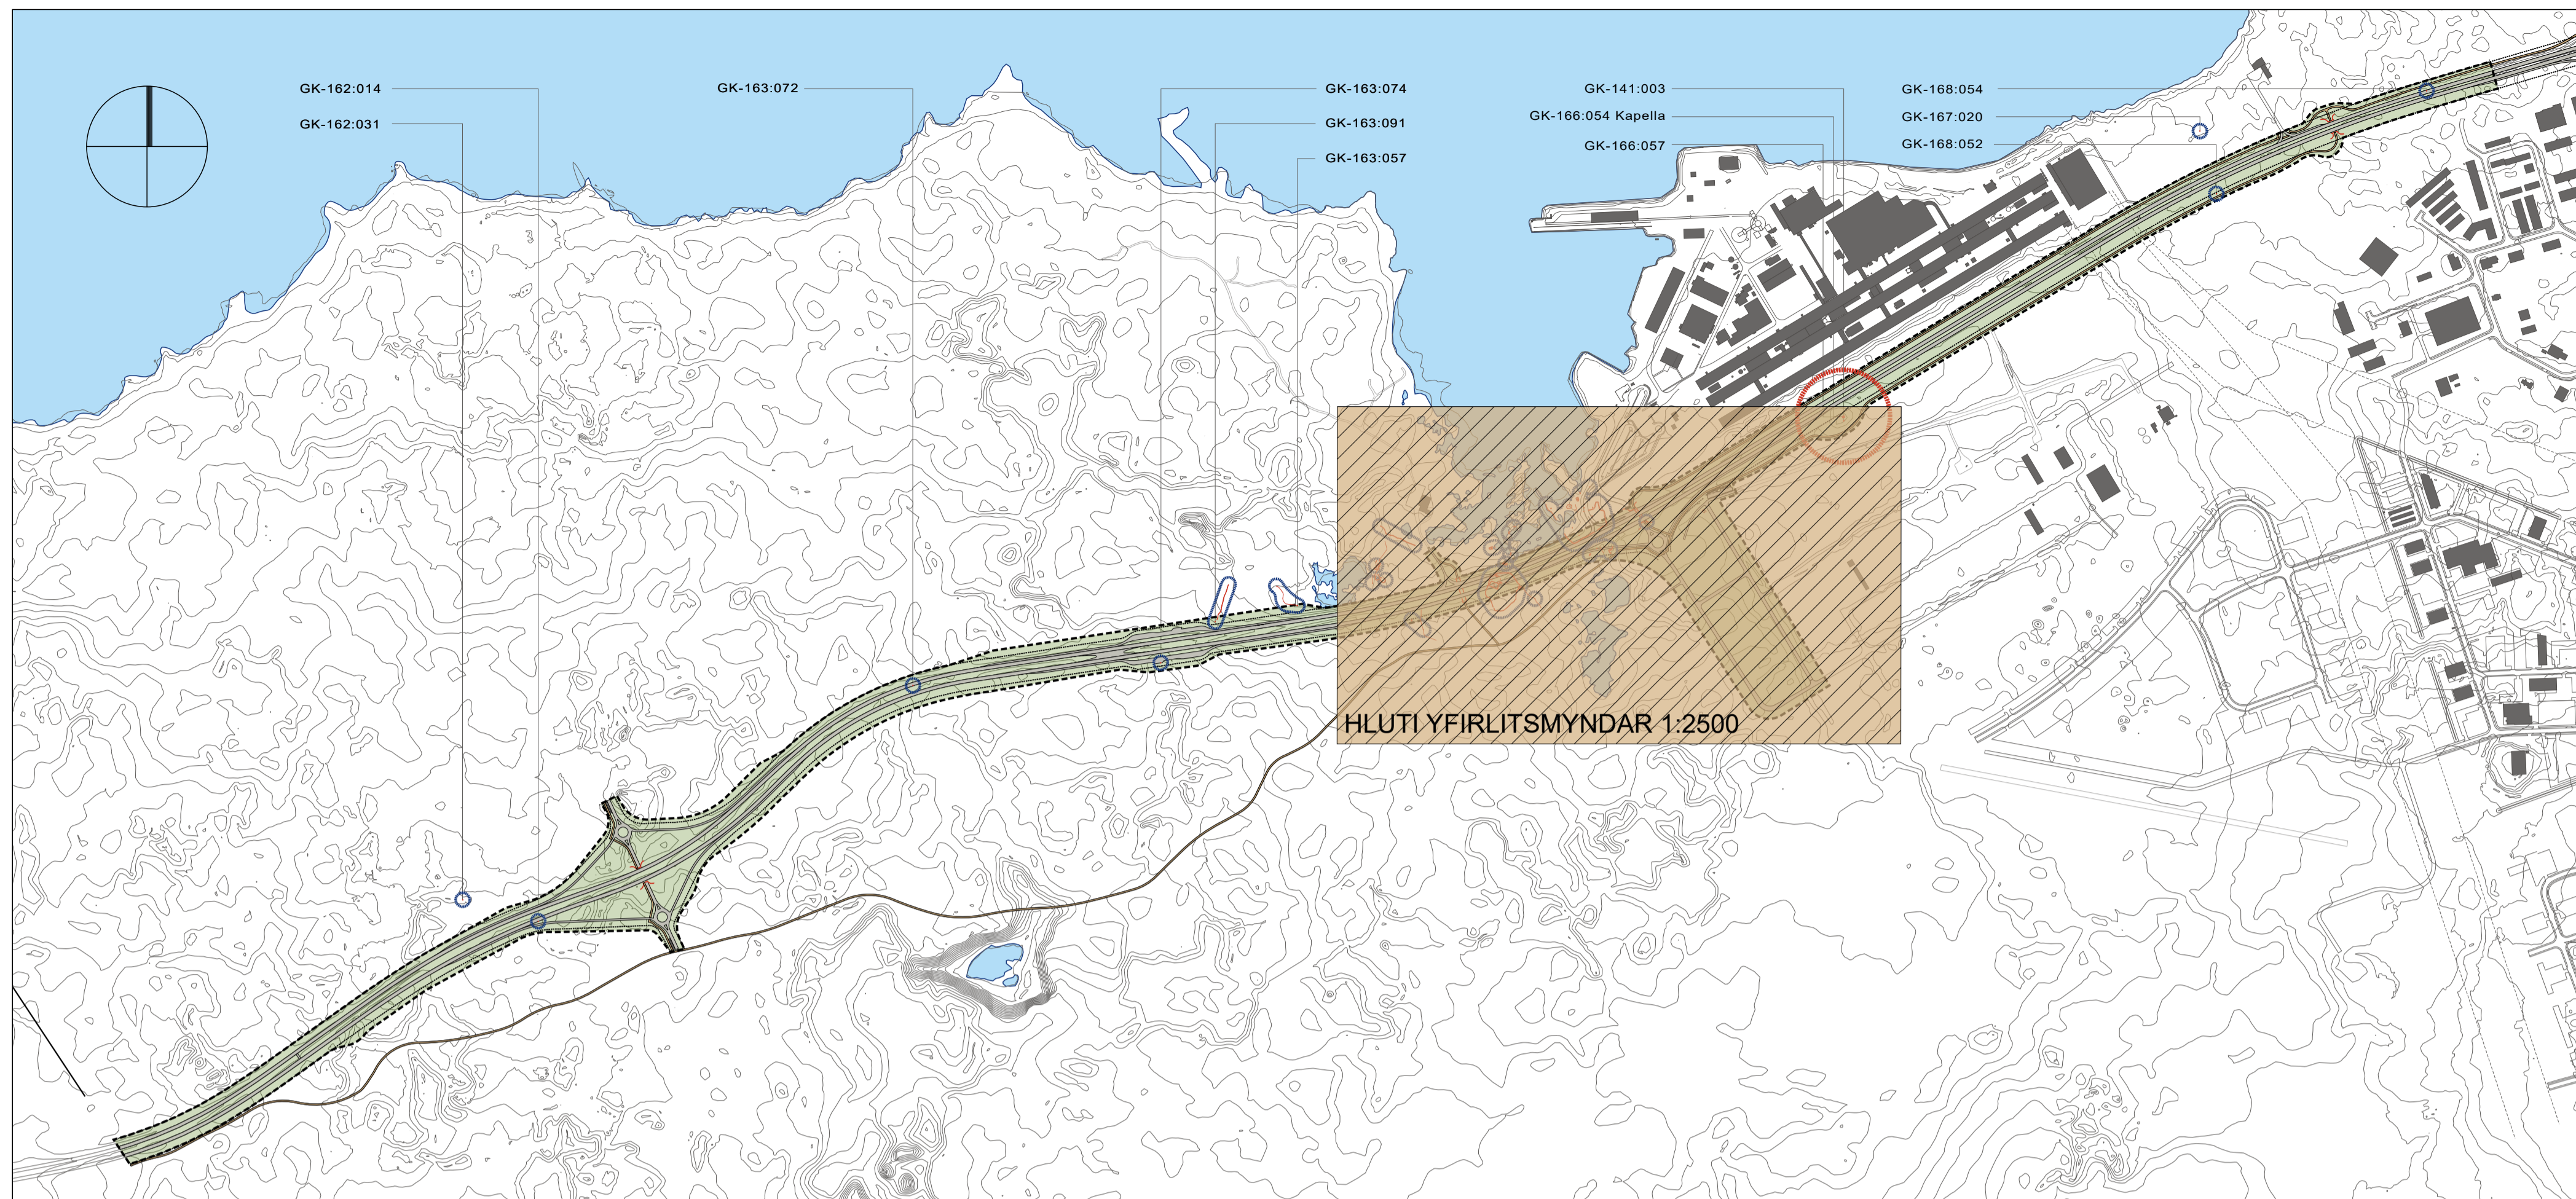 GK-162:014
GK-162:031
GK-163:072
GK-163:074
GK-163:091
GK-163:057
GK-141:003
GK-166:054 Kapella
GK-166:057
GK-168:054
GK-167:020
GK-168:052
HLUTI YFIRLITSMYNDAR 1:2500